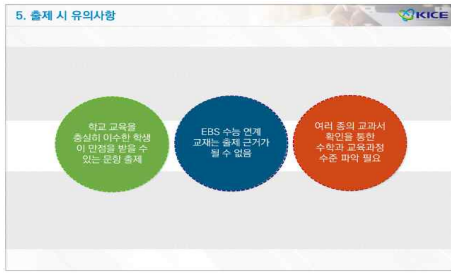 5. 출제 시 유의사항
KICE
학교 교육을
충실히 이수한 학생
이 만점을 받을 수
있는 문항 출제
EBS 수능 연계
교재는 출제 근거가
될 수 없음
여러 종의 교과서
확인을 통한
수학과 교육과정
수준 파악 필요